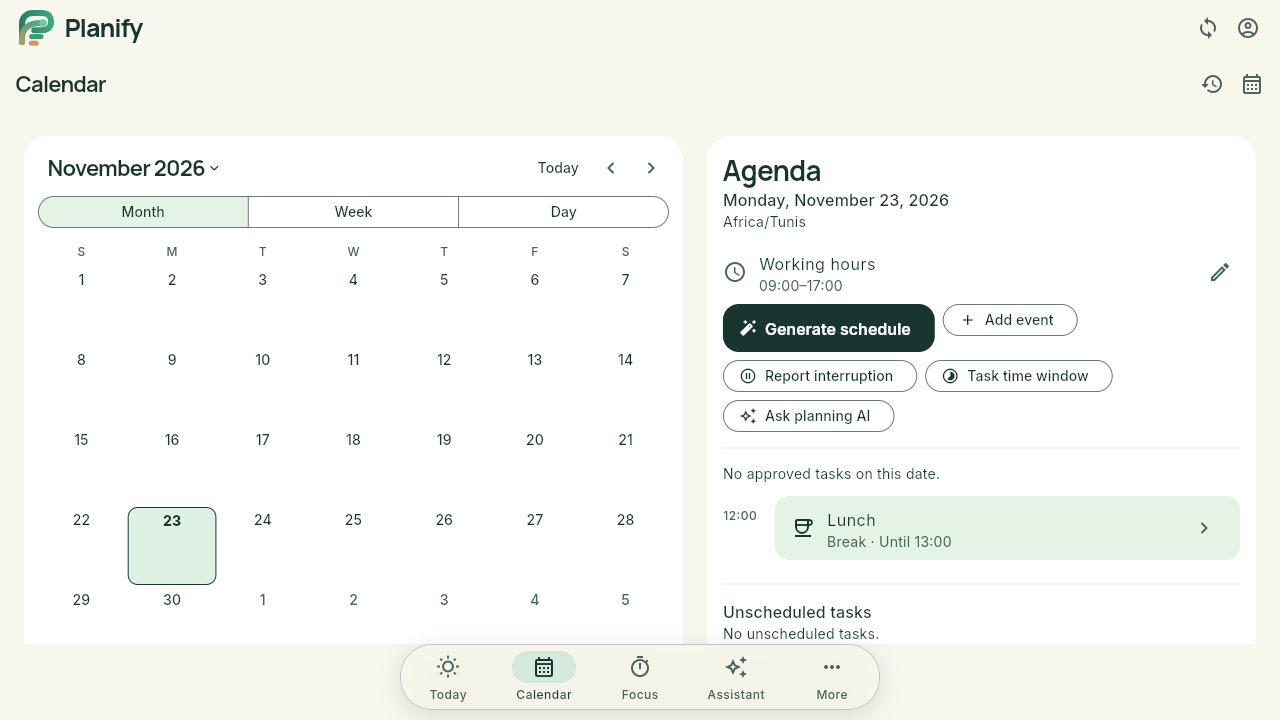 Planify
Calendar
November 2026
Today
Month Week Day
S M T W T F S
1 2 3 4 5 6 7
8 9 10 11 12 13 14
15 16 17 18 19 20 21
22 23 24 25 26 27 28
29 30 1 2 3 4 5
Agenda
Monday, November 23, 2026
Africa/Tunis
Working hours
09:00–17:00
Generate schedule
Add event
Report interruption
Task time window
Ask planning AI
No approved tasks on this date.
12:00
Lunch
Break · Until 13:00
Unscheduled tasks
No unscheduled tasks.
Today Calendar Focus Assistant More